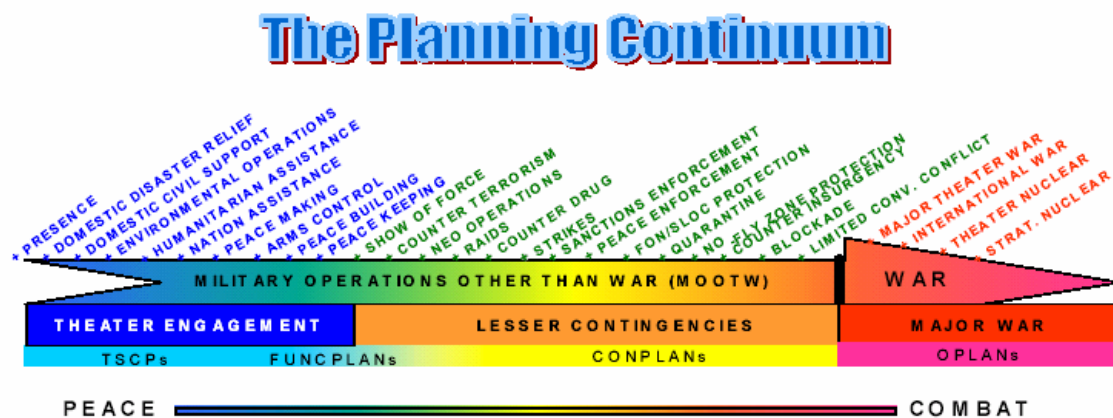 The Planning Continuum
PRESENCE
DOMESTIC DISASTER RELIEF
DOMESTIC CIVIL SUPPORT
ENVIRONMENTAL OPERATIONS
HUMANITARIAN ASSISTANCE
NATION ASSISTANCE
PEACE MAKING
ARMS CONTROL
PEACE BUILDING
PEACE KEEPING
SHOW OF FORCE
COUNTER TERRORISM
NEO OPERATIONS
RAIDS
COUNTER DRUG
STRIKES
SANCTIONS ENFORCEMENT
PEACE ENFORCEMENT
FON/SLOC PROTECTION
QUARANTINE
NO FLY ZONE PROTECTION
COUNTER INSURGENCY
BLOCKADE
LIMITED CONV. CONFLICT
MAJOR THEATER WAR
INTERNATIONAL WAR
THEATER NUCLEAR
STRAT. NUCLEAR
MILITARY OPERATIONS OTHER THAN WAR (MOOTW)
WAR
THEATER ENGAGEMENT
LESSER CONTINGENCIES
MAJOR WAR
TSCPs
FUNCPLANs
CONPLANs
OPLANs
PEACE
COMBAT